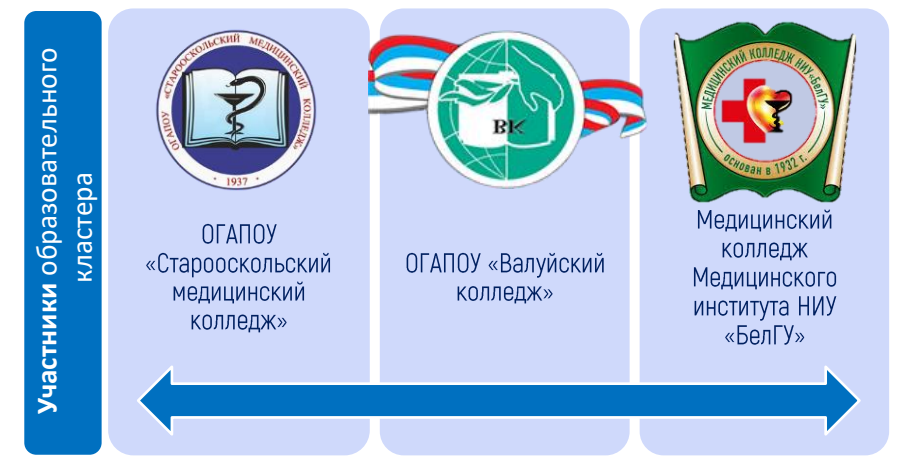 Участники образовательного
кластера
ОГАПОУ «СТАРООСКОЛЬСКИЙ МЕДИЦИНСКИЙ КОЛЛЕДЖ»
· 1937 ·
ОГАПОУ
«Старооскольский
медицинский
колледж»
ВК
ОГАПОУ «Валуйский
колледж»
МЕДИЦИНСКИЙ КОЛЛЕДЖ НИУ«БелГУ»
основан в 1932 г.
Медицинский
колледж
Медицинского
института НИУ
«БелГУ»